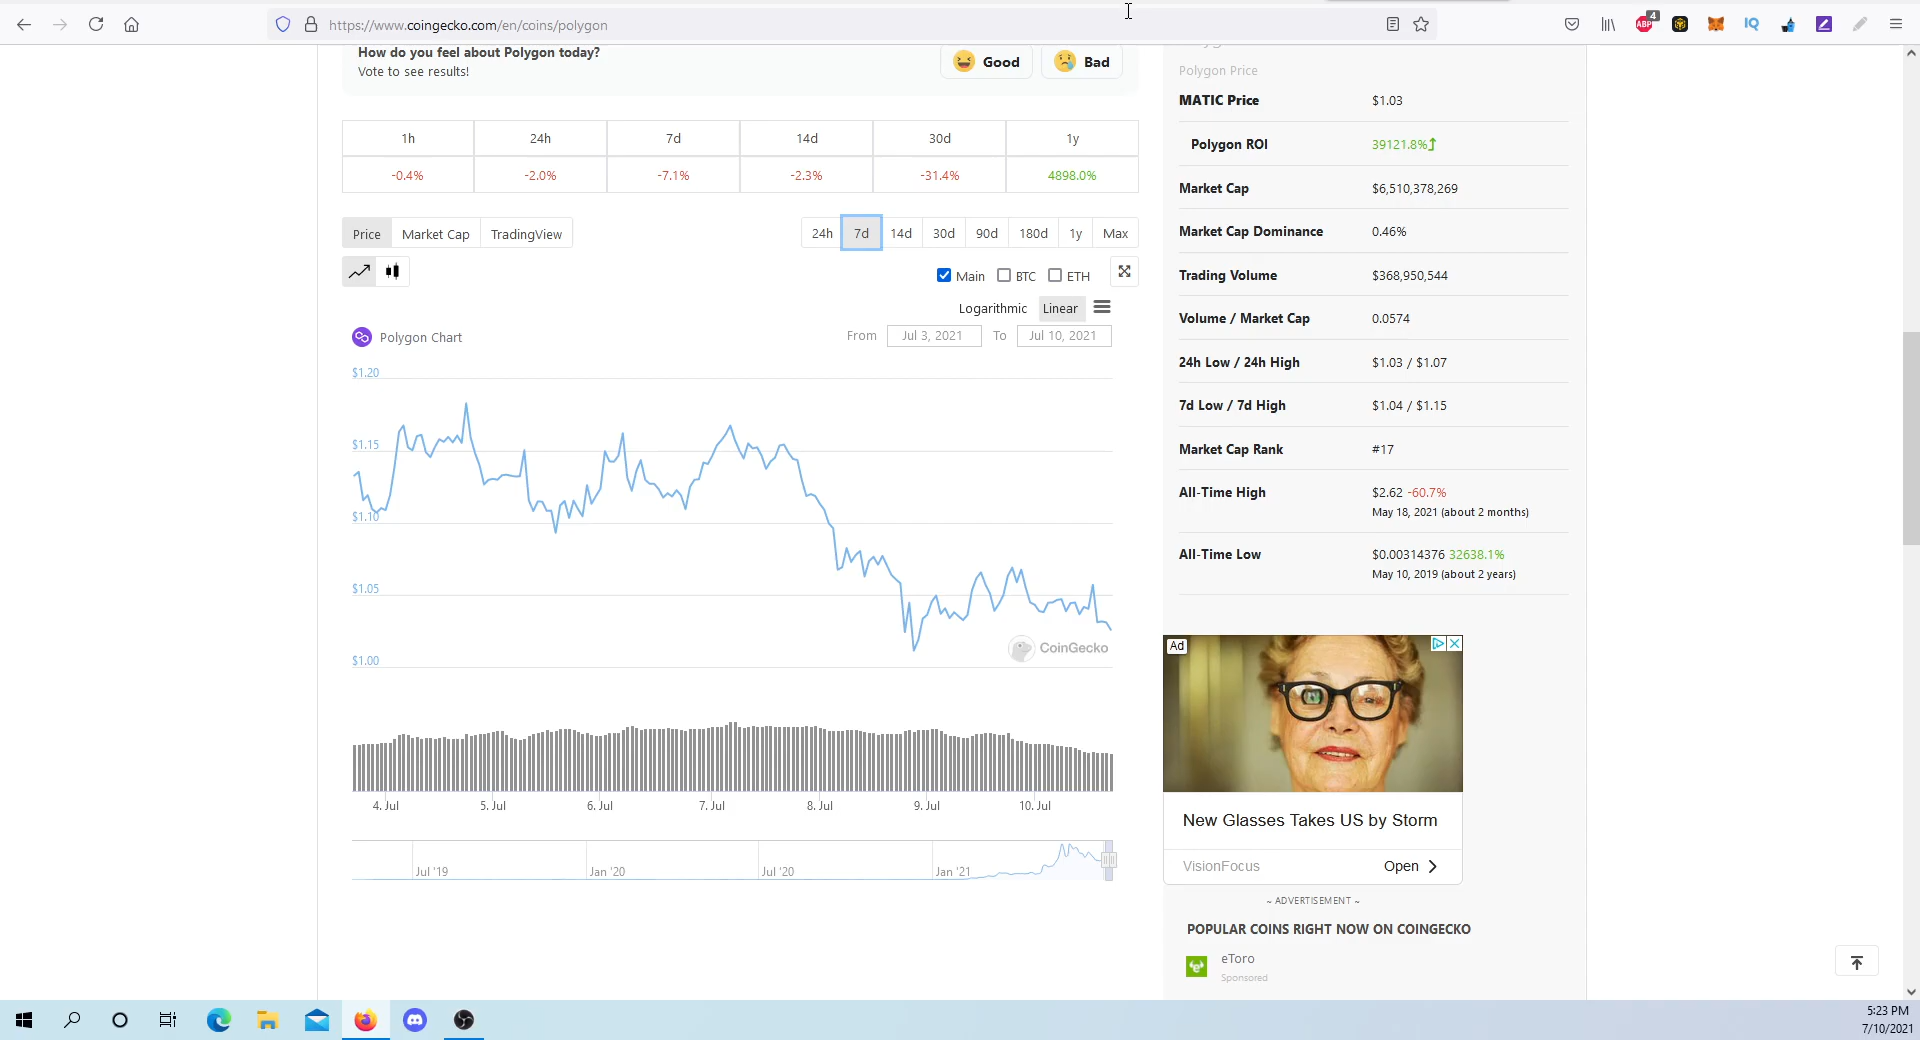 https://www.coingecko.com/en/coins/polygon
ABP
4
IQ
How do you feel about Polygon today?
Vote to see results!
Good
Bad
1h 24h 7d 14d 30d 1y
-0.4% -2.0% -7.1% -2.3% -31.4% 4898.0%
Price Market Cap TradingView
24h 7d 14d 30d 90d 180d 1y Max
Main BTC ETH
Logarithmic Linear
Polygon Chart
From Jul 3, 2021 To Jul 10, 2021
$1.20
$1.15
$1.10
$1.05
$1.00
CoinGecko
4. Jul 5. Jul 6. Jul 7. Jul 8. Jul 9. Jul 10. Jul
Jul '19 Jan '20 Jul '20 Jan '21
Polygon Price
MATIC Price $1.03
Polygon ROI 39121.8%
Market Cap $6,510,378,269
Market Cap Dominance 0.46%
Trading Volume $368,950,544
Volume / Market Cap 0.0574
24h Low / 24h High $1.03 / $1.07
7d Low / 7d High $1.04 / $1.15
Market Cap Rank #17
All-Time High $2.62 -60.7%
May 18, 2021 (about 2 months)
All-Time Low $0.00314376 32638.1%
May 10, 2019 (about 2 years)
Ad
New Glasses Takes US by Storm
VisionFocus Open
~ ADVERTISEMENT ~
POPULAR COINS RIGHT NOW ON COINGECKO
eToro
Sponsored
5:23 PM
7/10/2021